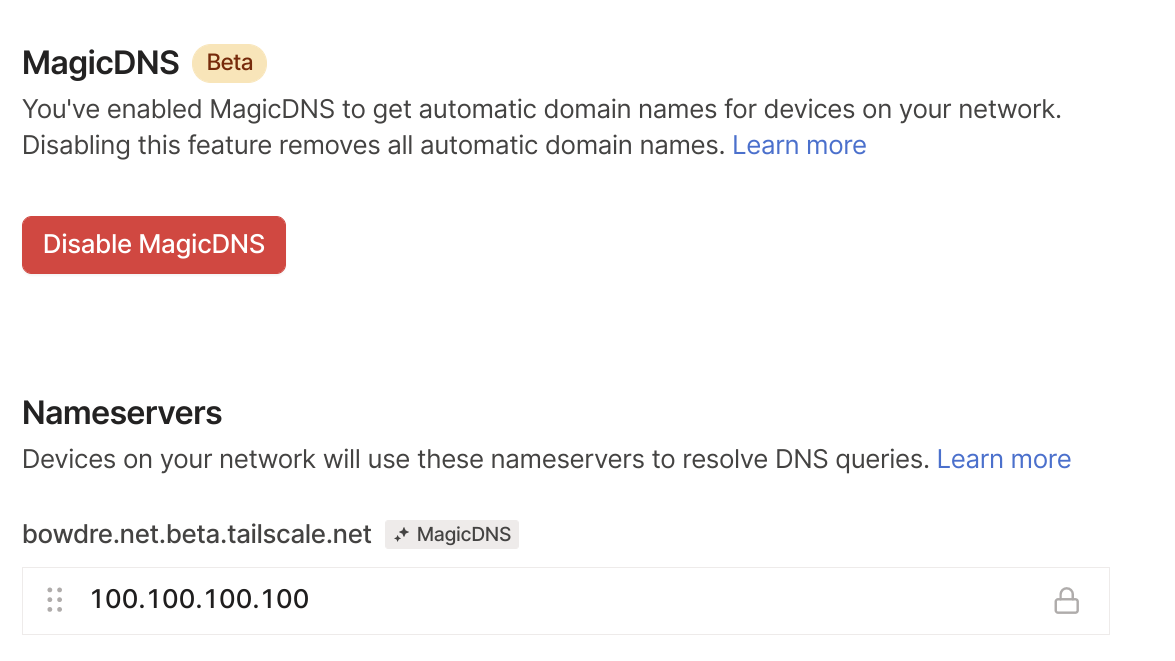 MagicDNS Beta
You've enabled MagicDNS to get automatic domain names for devices on your network.
Disabling this feature removes all automatic domain names. Learn more
Disable MagicDNS
Nameservers
Devices on your network will use these nameservers to resolve DNS queries. Learn more
bowdre.net.beta.tailscale.net MagicDNS
100.100.100.100